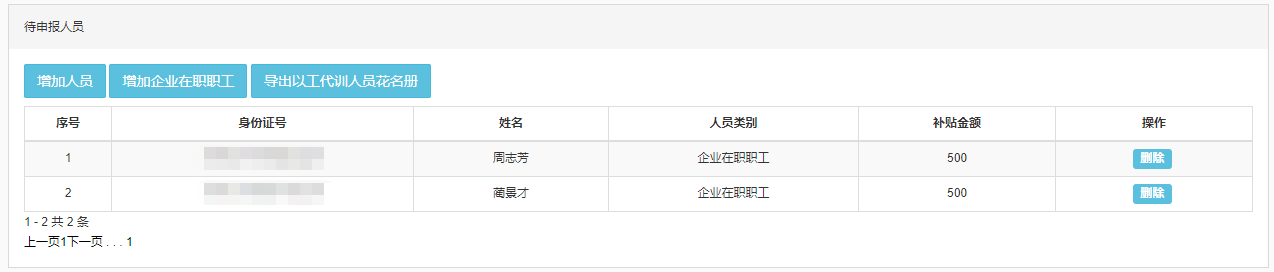 待申报人员
增加人员 增加企业在职职工 导出以工代训人员花名册
序号 身份证号 姓名 人员类别 补贴金额 操作
1 周志芳 企业在职职工 500 删除
2 蔺景才 企业在职职工 500 删除
1 - 2 共 2 条
上一页1下一页 . . . 1